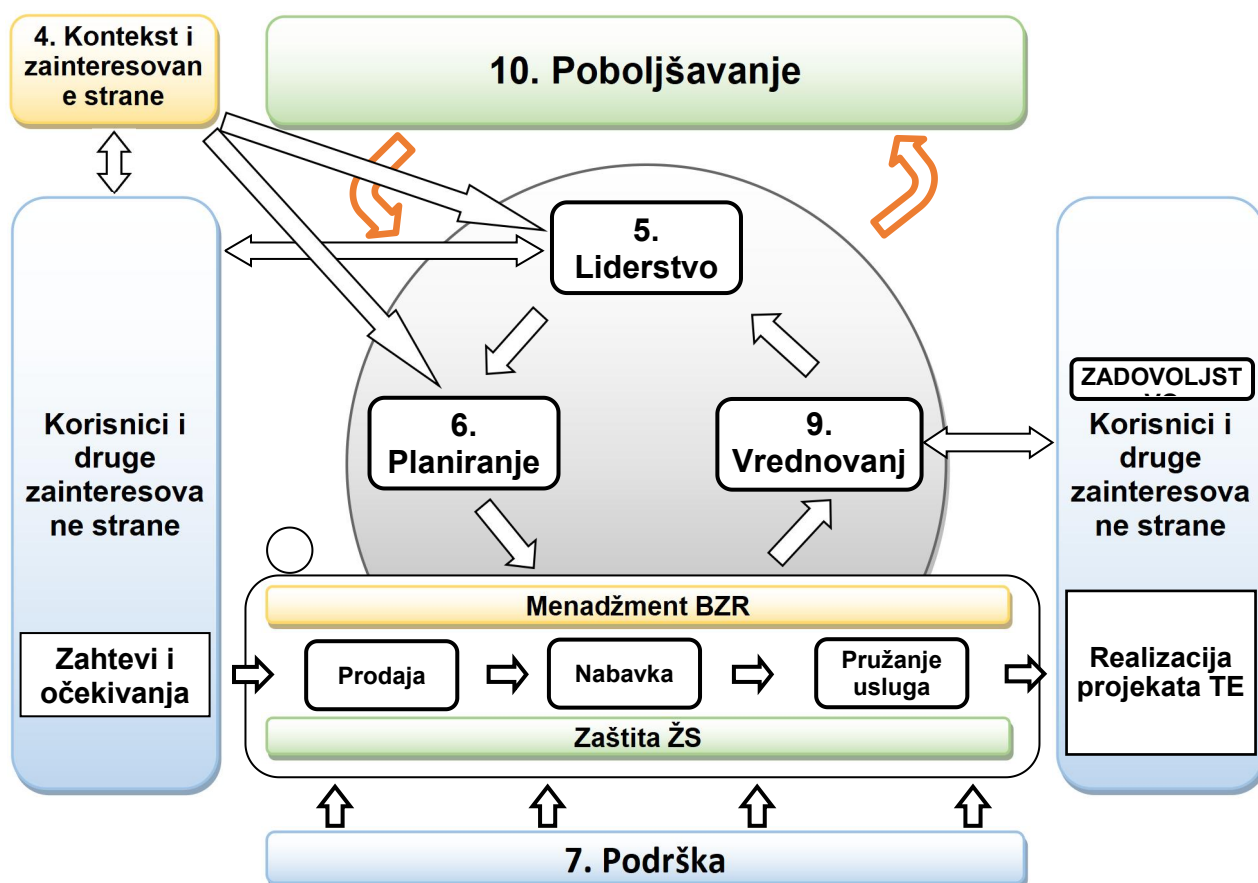 4. Kontekst i
zainteresovan
e strane
10. Poboljšavanje
5.
Liderstvo
6.
Planiranje
9.
Vrednovanj
Korisnici i
druge
zainteresova
ne strane
Zahtevi i
očekivanja
ZADOVOLJST
Korisnici i
druge
zainteresova
ne strane
Realizacija
projekata TE
Menadžment BZR
Prodaja
Nabavka
Pružanje
usluga
Zaštita ŽS
7. Podrška